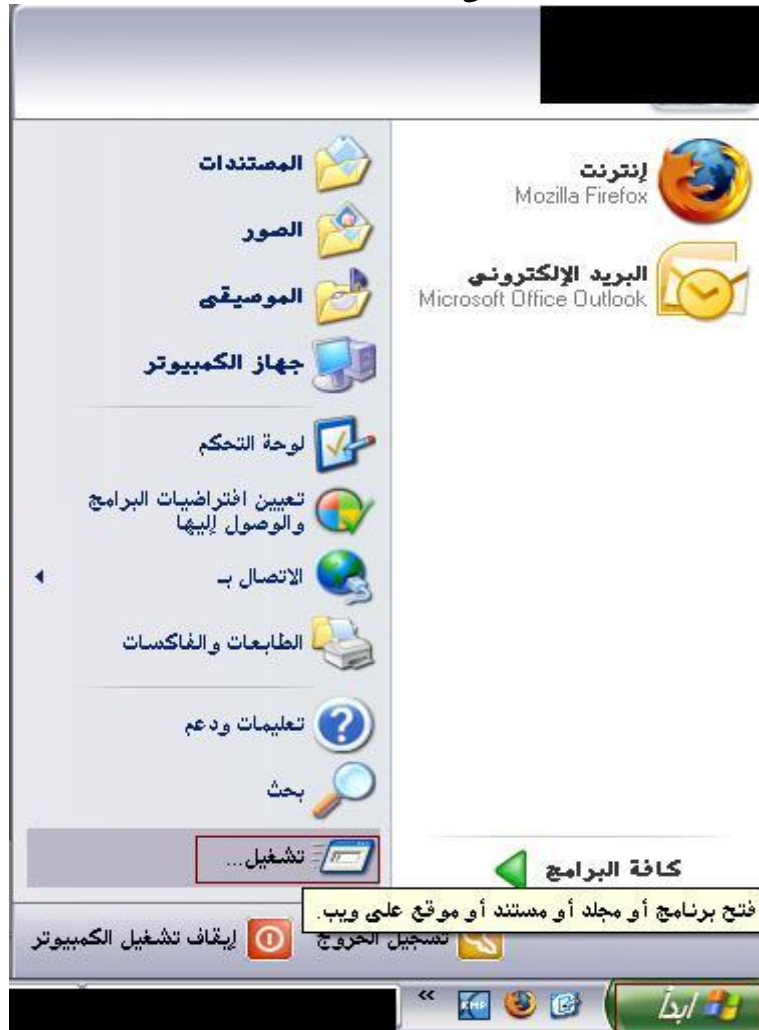 إنترنت
Mozilla Firefox
البريد الإلكتروني
Microsoft Office Outlook
كافة البرامج
المستندات
الصور
الموسيقى
جهاز الكمبيوتر
لوحة التحكم
تعيين افتراضيات البرامج
والوصول إليها
الاتصال بـ
الطابعات والفاكسات
تعليمات ودعم
بحث
تشغيل...
فتح برنامج أو مجلد أو مستند أو موقع على ويب.
تسجيل الخروج
إيقاف تشغيل الكمبيوتر
ابدأ
KMP
«